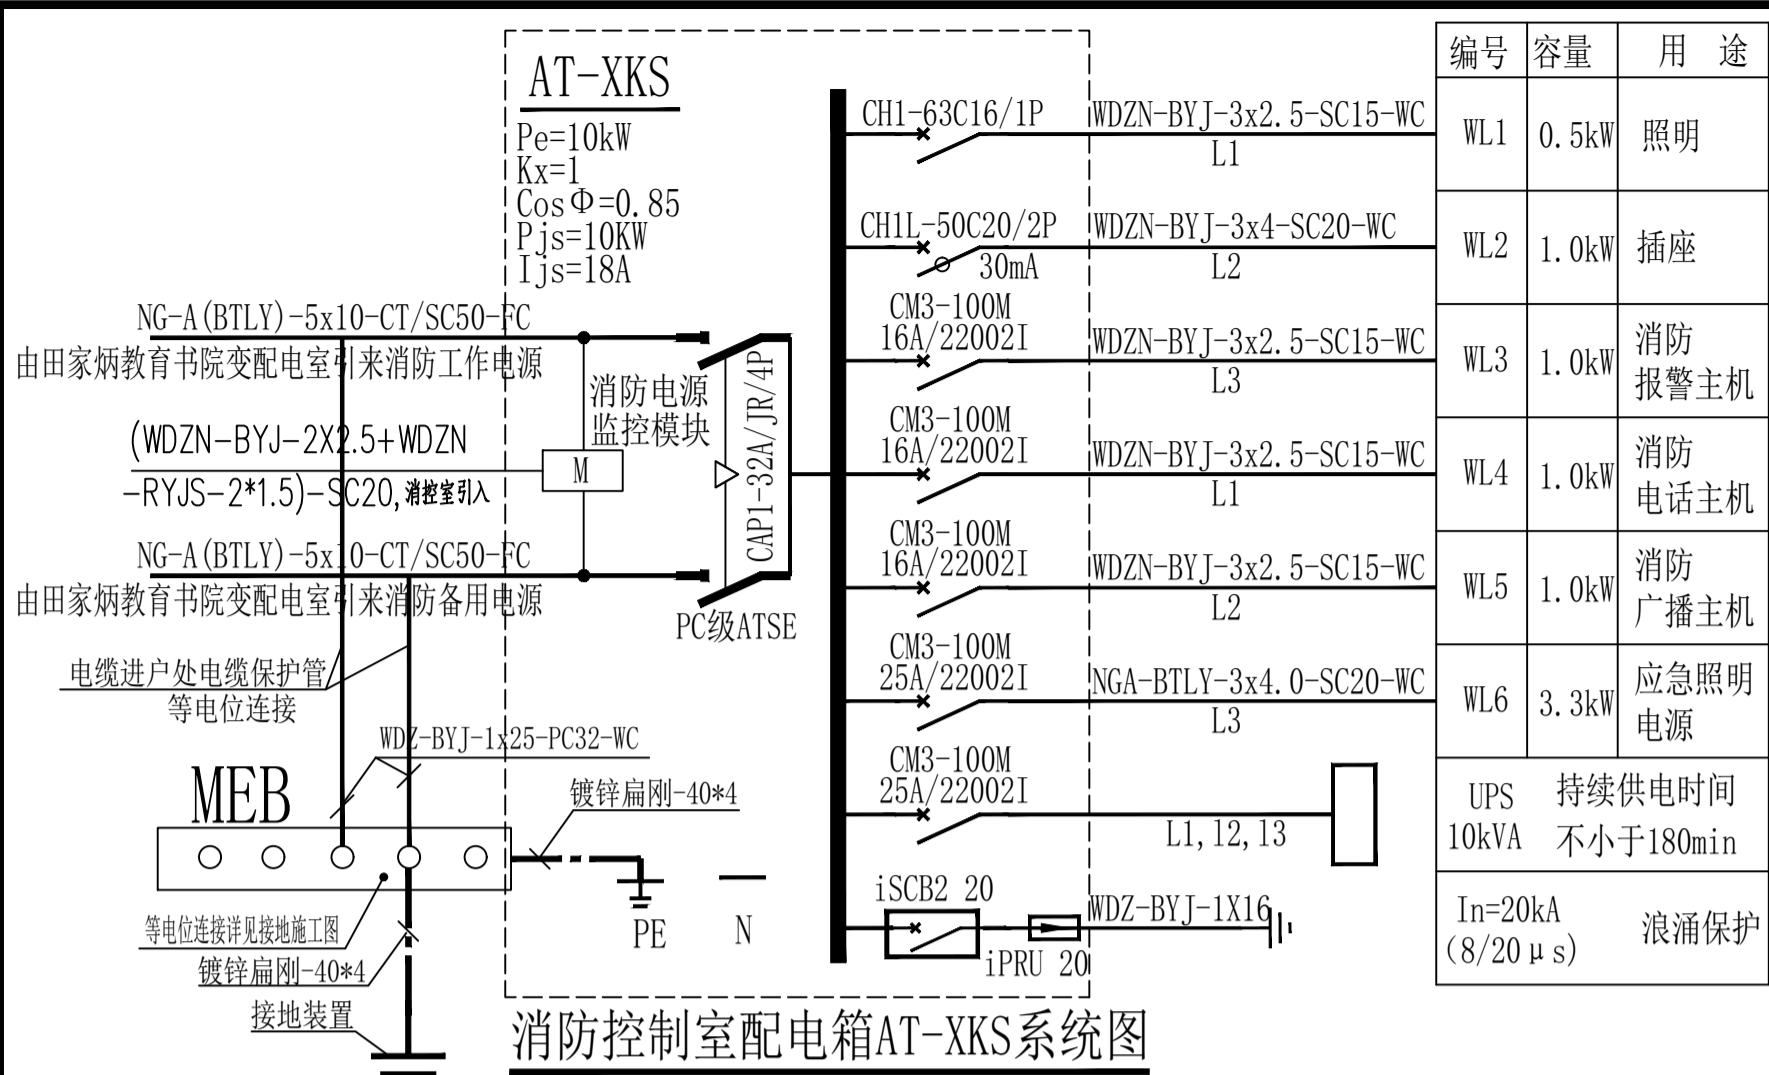 AT-XKS
Pe=10kW
Kx=1
CosΦ=0.85
Pjs=10KW
Ijs=18A
NG-A(BTLY)-5x10-CT/SC50-FC
由田家炳教育书院变配电室引来消防工作电源
消防电源
监控模块
(WDZN-BYJ-2X2.5+WDZN
-RYJS-2*1.5)-SC20,消控室引入
M
CAP1-32A/JR/4P
NG-A(BTLY)-5x10-CT/SC50-FC
由田家炳教育书院变配电室引来消防备用电源
PC级ATSE
电缆进户处电缆保护管
等电位连接
WDZ-BYJ-1x25-PC32-WC
MEB
镀锌扁刚-40*4
PE
N
等电位连接详见接地施工图
镀锌扁刚-40*4
接地装置
CH1-63C16/1P
WDZN-BYJ-3x2.5-SC15-WC
L1
CH1L-50C20/2P
30mA
WDZN-BYJ-3x4-SC20-WC
L2
CM3-100M
16A/22002I
WDZN-BYJ-3x2.5-SC15-WC
L3
CM3-100M
16A/22002I
WDZN-BYJ-3x2.5-SC15-WC
L1
CM3-100M
16A/22002I
WDZN-BYJ-3x2.5-SC15-WC
L2
CM3-100M
25A/22002I
NGA-BTLY-3x4.0-SC20-WC
L3
CM3-100M
25A/22002I
L1,l2,l3
iSCB2 20
iPRU 20
WDZ-BYJ-1X16
编号 容量 用 途
WL1 0.5kW 照明
WL2 1.0kW 插座
WL3 1.0kW 消防
报警主机
WL4 1.0kW 消防
电话主机
WL5 1.0kW 消防
广播主机
WL6 3.3kW 应急照明
电源
UPS 持续供电时间
10kVA 不小于180min
In=20kA 浪涌保护
(8/20μs)
消防控制室配电箱AT-XKS系统图